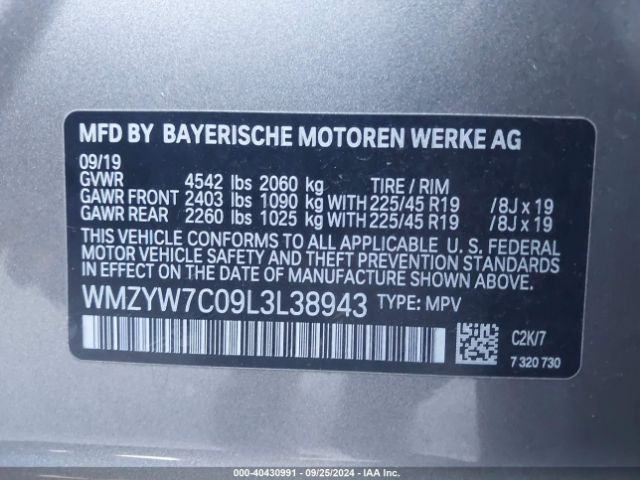 MFD BY BAYERISCHE MOTOREN WERKE AG
09/19
GVWR 4542 lbs 2060 kg TIRE / RIM
GAWR FRONT 2403 lbs 1090 kg WITH 225/45 R19 /8J x 19
GAWR REAR 2260 lbs 1025 kg WITH 225/45 R19 /8J x 19
THIS VEHICLE CONFORMS TO ALL APPLICABLE U. S. FEDERAL
MOTOR VEHICLE SAFETY AND THEFT PREVENTION STANDARDS
IN EFFECT ON THE DATE OF MANUFACTURE SHOWN ABOVE.
WMZYW7C09L3L38943 TYPE: MPV
C2K/7
7 320 730
000-40430991 - 09/25/2024 - IAA Inc.